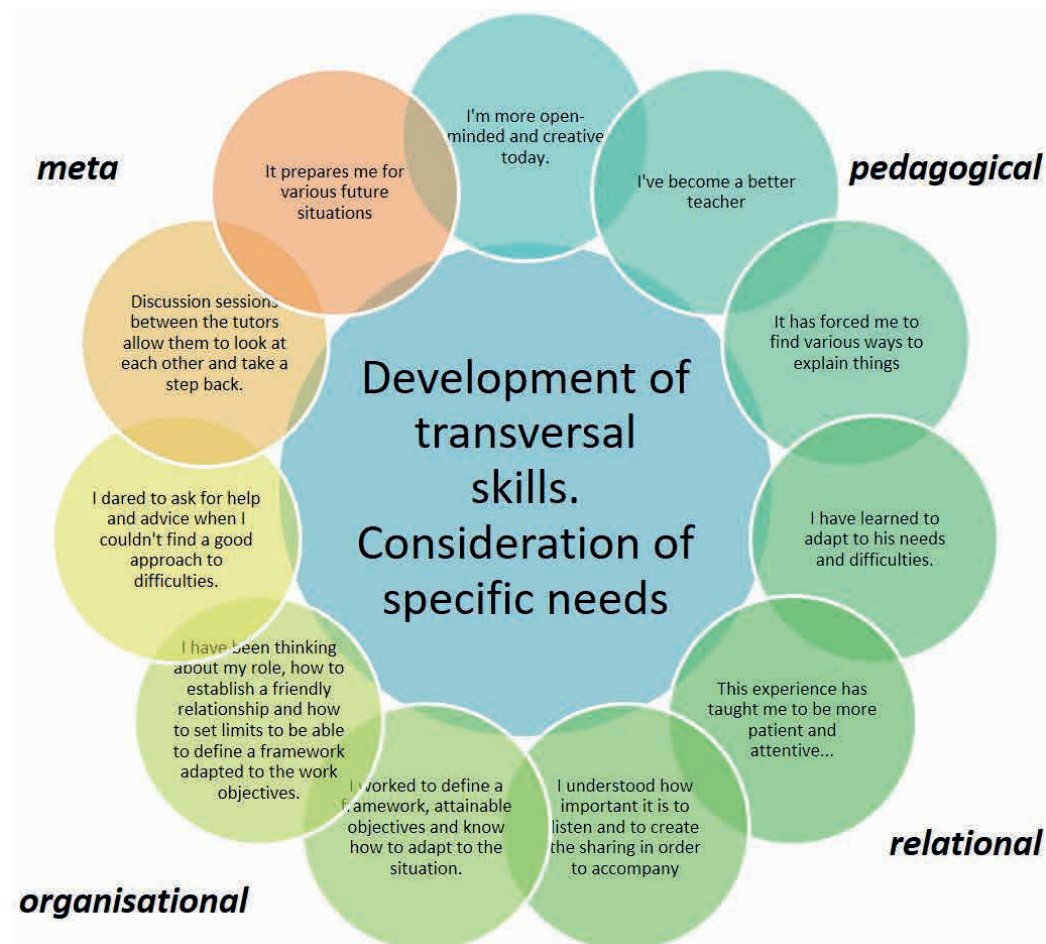 meta
pedagogical
relational
organisational
Development of
transversal
skills.
Consideration of
specific needs
I'm more open-
minded and creative
today.
I've become a better
teacher
It has forced me to
find various ways to
explain things
I have learned to
adapt to his needs
and difficulties.
This experience has
taught me to be more
patient and
attentive...
I understood how
important it is to
listen and to create
the sharing in order
to accompany
I worked to define a
framework, attainable
objectives and know
how to adapt to the
situation.
I have been thinking
about my role, how to
establish a friendly
relationship and how
to set limits to be able
to define a framework
adapted to the work
objectives.
I dared to ask for help
and advice when I
couldn't find a good
approach to
difficulties.
Discussion sessions
between the tutors
allow them to look at
each other and take a
step back.
It prepares me for
various future
situations